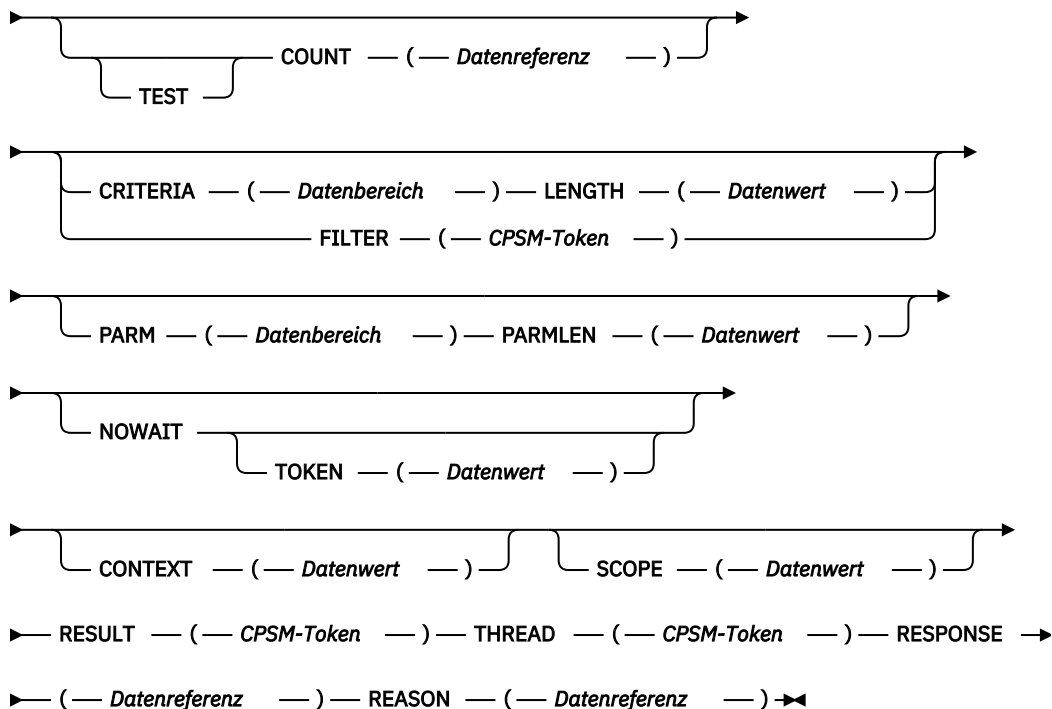 COUNT ( Datenreferenz )
TEST
CRITERIA ( Datenbereich ) LENGTH ( Datenwert )
FILTER ( CPSM-Token )
PARM ( Datenbereich ) PARMLEN ( Datenwert )
NOWAIT
TOKEN ( Datenwert )
CONTEXT ( Datenwert ) SCOPE ( Datenwert )
RESULT ( CPSM-Token ) THREAD ( CPSM-Token ) RESPONSE
( Datenreferenz ) REASON ( Datenreferenz )